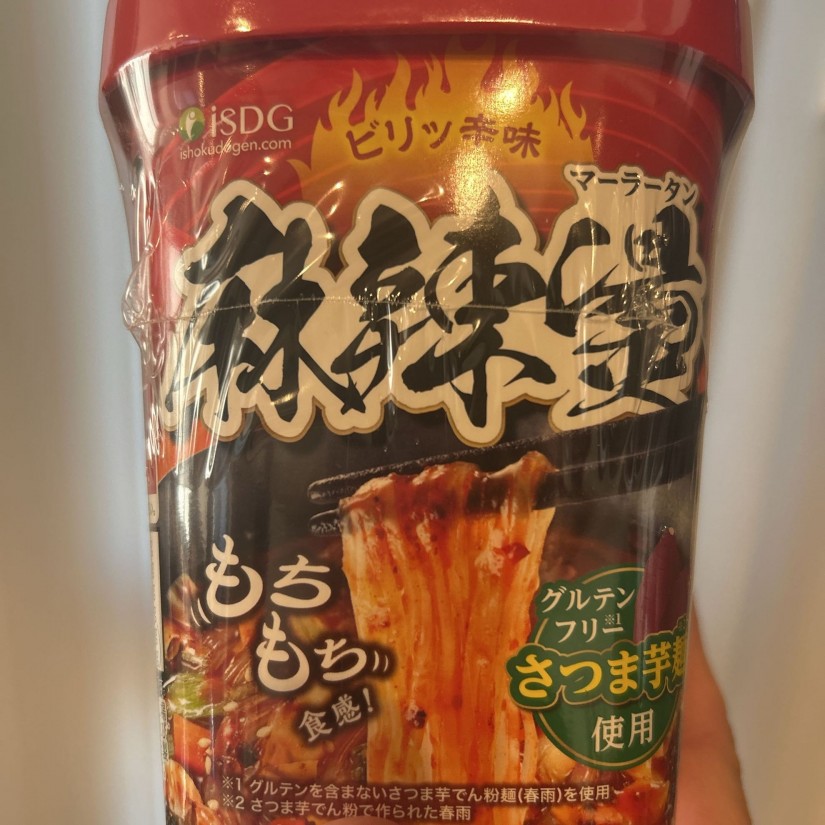 iSDG
ishokudogen.com
ビリッ辛味
マーラータン
麻辣湯
もち
もち
食感!
グルテン
フリー※1
さつま芋麺
使用
※1 グルテンを含まないさつま芋でん粉麺(春雨)を使用
※2 さつま芋でん粉で作られた春雨